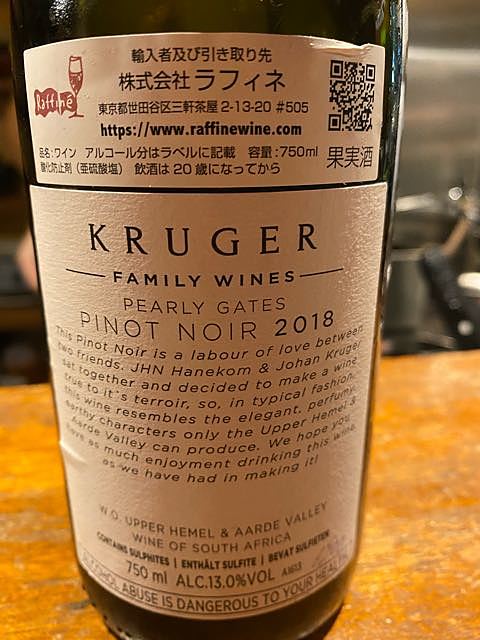 輸入者及び引き取り先
Raffiné
株式会社 ラフィネ
東京都世田谷区三軒茶屋 2-13-20 #505
https://www.raffinewine.com
品名:ワイン アルコール分はラベルに記載 容量:750ml
酸化防止剤(亜硫酸塩) 飲酒は20歳になってから
果実酒
KRUGER
FAMILY WINES
PEARLY GATES
PINOT NOIR 2018
This Pinot Noir is a labour of love between
two friends. JHN Hanekom & Johan Kruger
sat together and decided to make a wine
true to it's terroir, so, in typical fashion,
this wine resembles the elegant, perfumy,
earthy characters only the Upper Hemel &
Aarde Valley can produce. We hope you
have as much enjoyment drinking this wine
as we have had in making it!
W.O. UPPER HEMEL & AARDE VALLEY
WINE OF SOUTH AFRICA
CONTAINS SULPHITES | ENTHÄLT SULFITE | BEVAT SULFIETEN
750 ml ALC.13.0%VOL A1613
ALCOHOL ABUSE IS DANGEROUS TO YOUR HEALTH